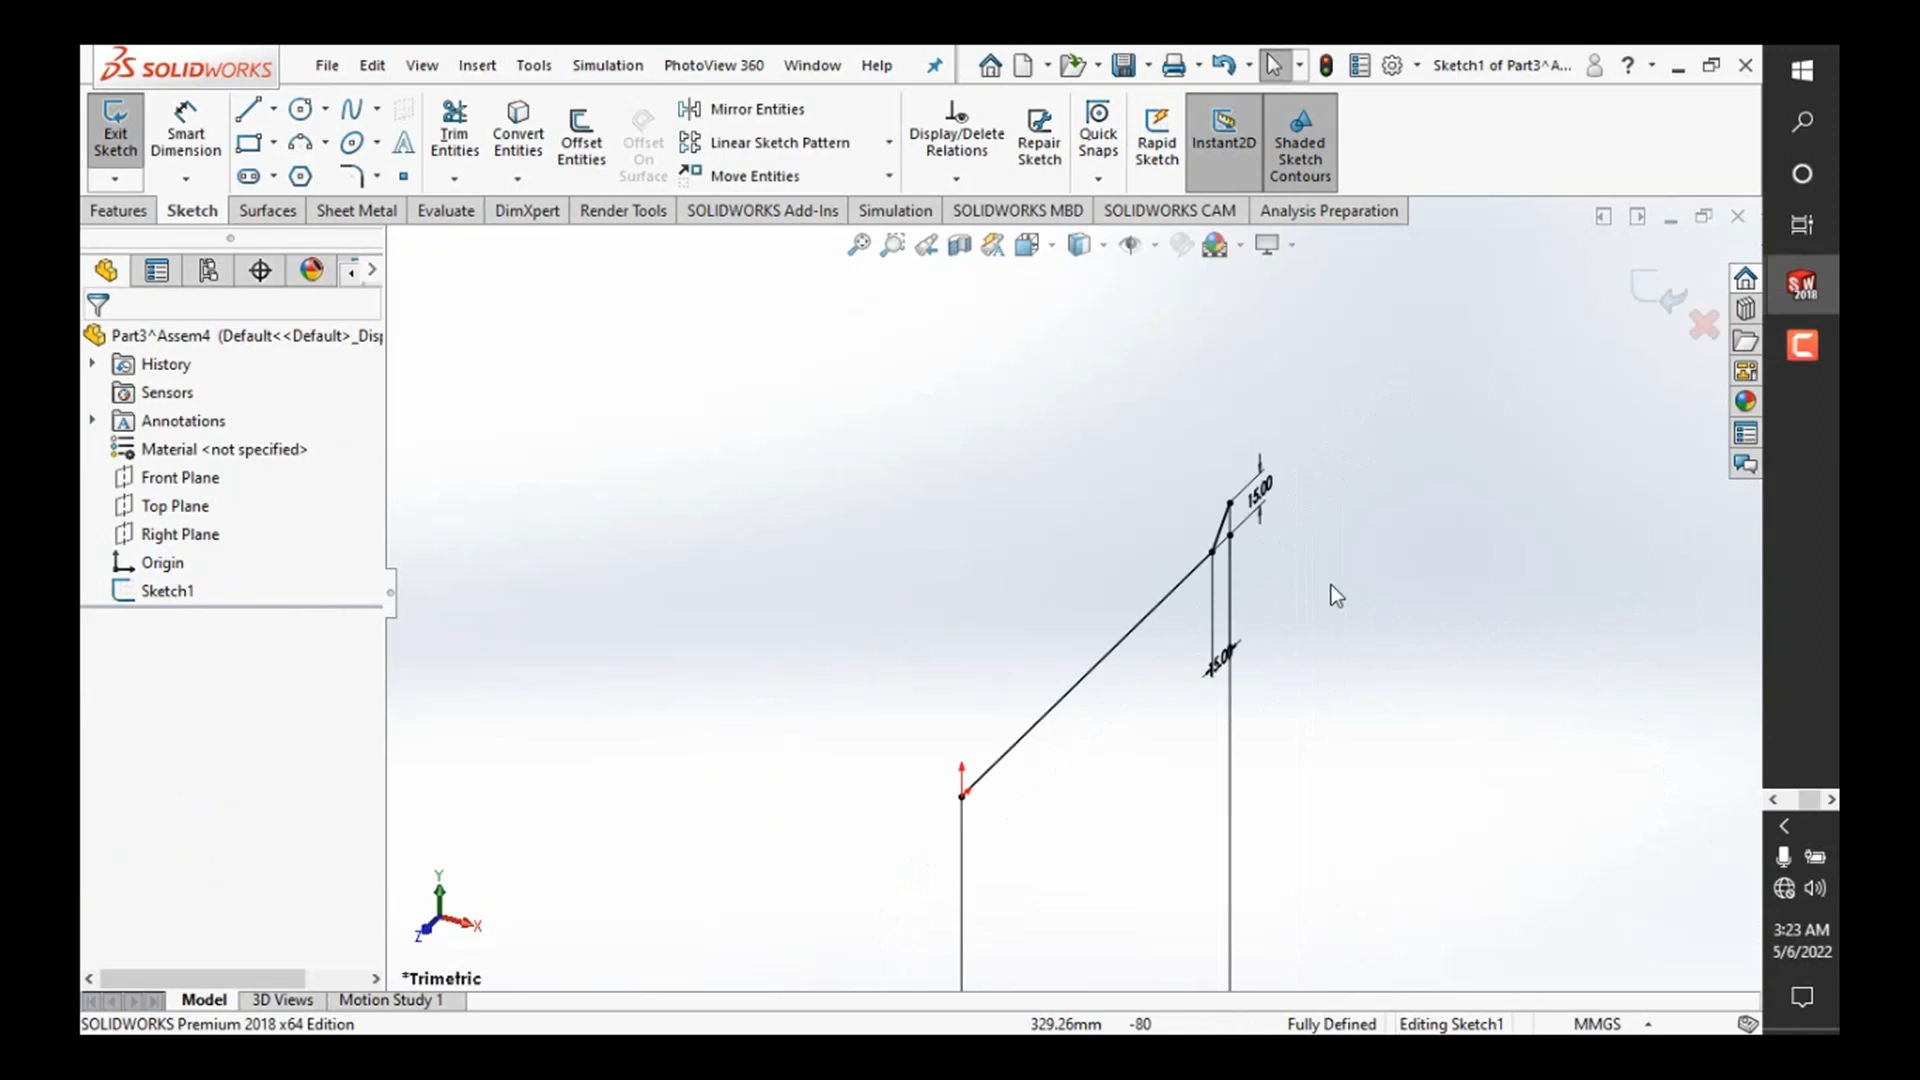 SOLIDWORKS File Edit View Insert Tools Simulation PhotoView 360 Window Help Sketch1 of Part3^A... ?
Exit Sketch
Smart Dimension
Trim Entities
Convert Entities
Offset Entities
Offset On Surface
Mirror Entities
Linear Sketch Pattern
Move Entities
Display/Delete Relations
Repair Sketch
Quick Snaps
Rapid Sketch
Instant2D
Shaded Sketch Contours
Features Sketch Surfaces Sheet Metal Evaluate DimXpert Render Tools SOLIDWORKS Add-Ins Simulation SOLIDWORKS MBD SOLIDWORKS CAM Analysis Preparation
SW 2018
Part3^Assem4 (Default<<Default>_Disp
History
Sensors
Annotations
Material <not specified>
Front Plane
Top Plane
Right Plane
Origin
Sketch1
15.00
15.00
Y
X
Z
*Trimetric
3:23 AM
5/6/2022
Model 3D Views Motion Study 1
SOLIDWORKS Premium 2018 x64 Edition 329.26mm -80 Fully Defined Editing Sketch1 MMGS